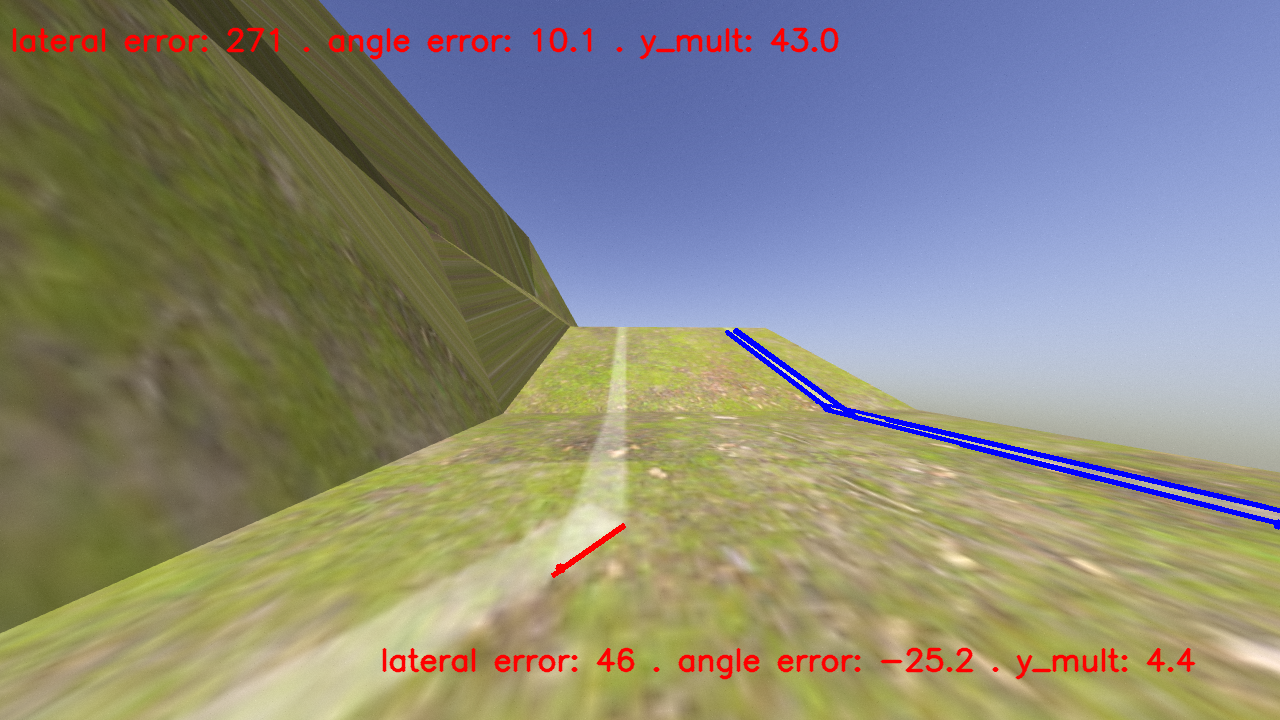 lateral error: 271 . angle error: 10.1 . y_mult: 43.0
lateral error: 46 . angle error: -25.2 . y_mult: 4.4